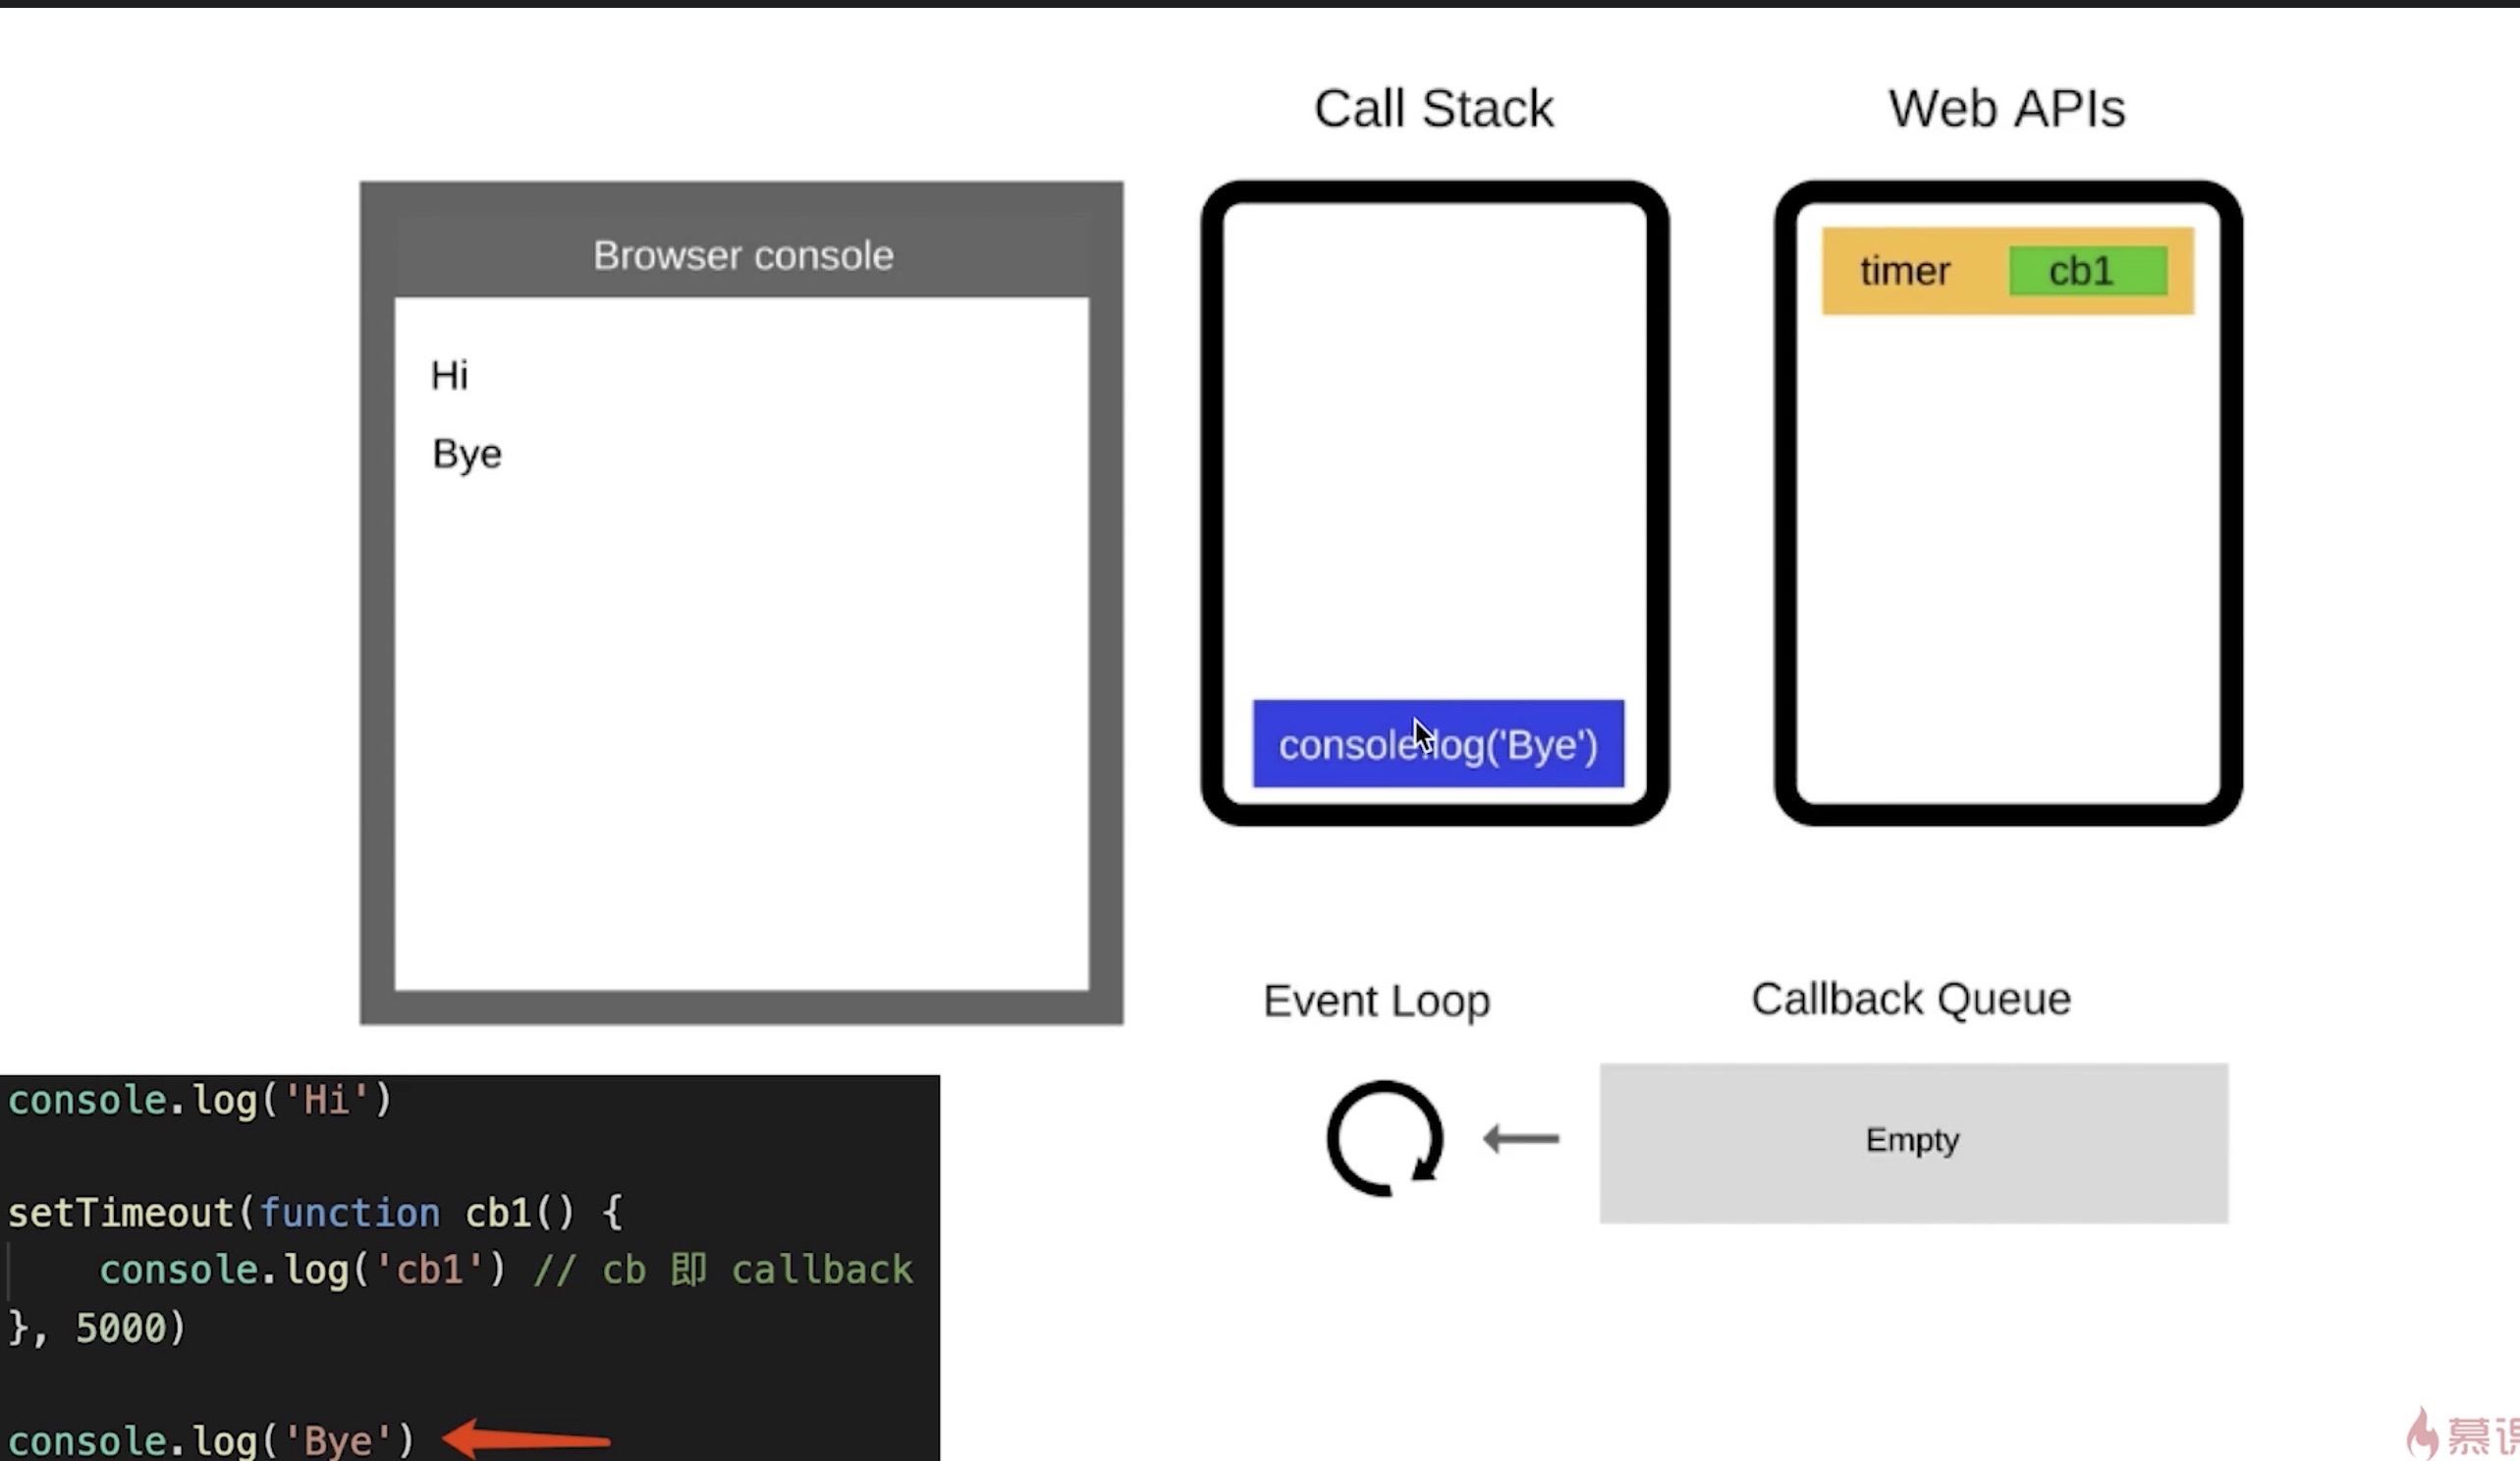 Call Stack
Web APIs
Browser console
Hi
Bye
timer
cb1
console.log('Bye')
Event Loop
Callback Queue
Empty
console.log('Hi')
setTimeout(function cb1() {
    console.log('cb1') // cb 即 callback
}, 5000)
console.log('Bye')
慕课